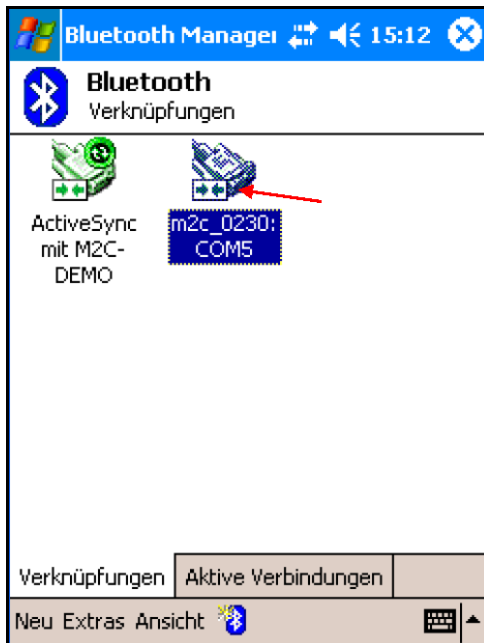 Bluetooth Manager 15:12
Bluetooth
Verknüpfungen
ActiveSync
mit M2C-
DEMO
m2c_0230:
COM5
Verknüpfungen Aktive Verbindungen
Neu Extras Ansicht